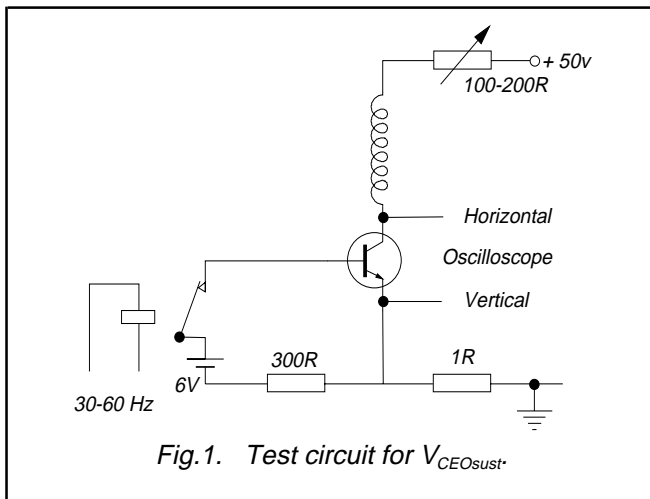 + 50v
100-200R
Horizontal
Oscilloscope
Vertical
300R
1R
6V
30-60 Hz
Fig.1. Test circuit for VCEOsust.